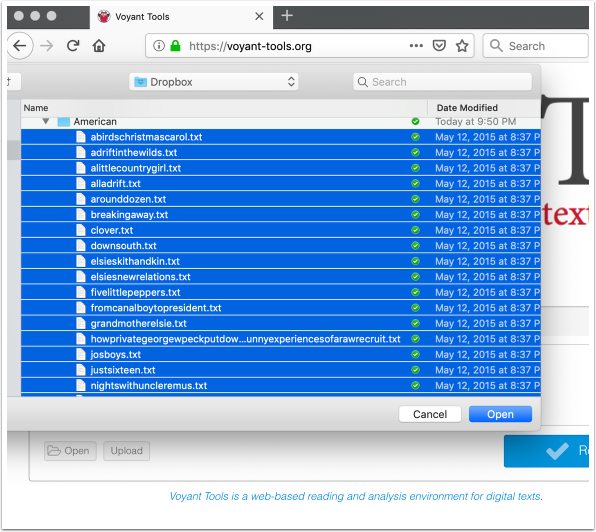 Voyant Tools
https://voyant-tools.org
Search
Dropbox
Search
Name
Date Modified
American
Today at 9:50 PM
abirdschristmascarol.txt
May 12, 2015 at 8:37 P
adriftinthewilds.txt
May 12, 2015 at 8:37 P
alittlecountrygirl.txt
May 12, 2015 at 8:37 P
alladrift.txt
May 12, 2015 at 8:37 P
arounddozen.txt
May 12, 2015 at 8:37 P
breakingaway.txt
May 12, 2015 at 8:37 P
clover.txt
May 12, 2015 at 8:37 P
downsouth.txt
May 12, 2015 at 8:37 P
elsieskithandkin.txt
May 12, 2015 at 8:37 P
elsiesnewrelations.txt
May 12, 2015 at 8:37 P
fivelittlepeppers.txt
May 12, 2015 at 8:37 P
fromcanalboytopresident.txt
May 12, 2015 at 8:37 P
grandmotherelsie.txt
May 12, 2015 at 8:37 P
howprivategeorgewpeckputdow...unnyexperiencesofarawrecruit.txt
May 12, 2015 at 8:37 P
josboys.txt
May 12, 2015 at 8:37 P
justsixteen.txt
May 12, 2015 at 8:37 P
nightswithuncleremus.txt
May 12, 2015 at 8:37 P
T
text
Cancel
Open
Open
Upload
Re
Voyant Tools is a web-based reading and analysis environment for digital texts.